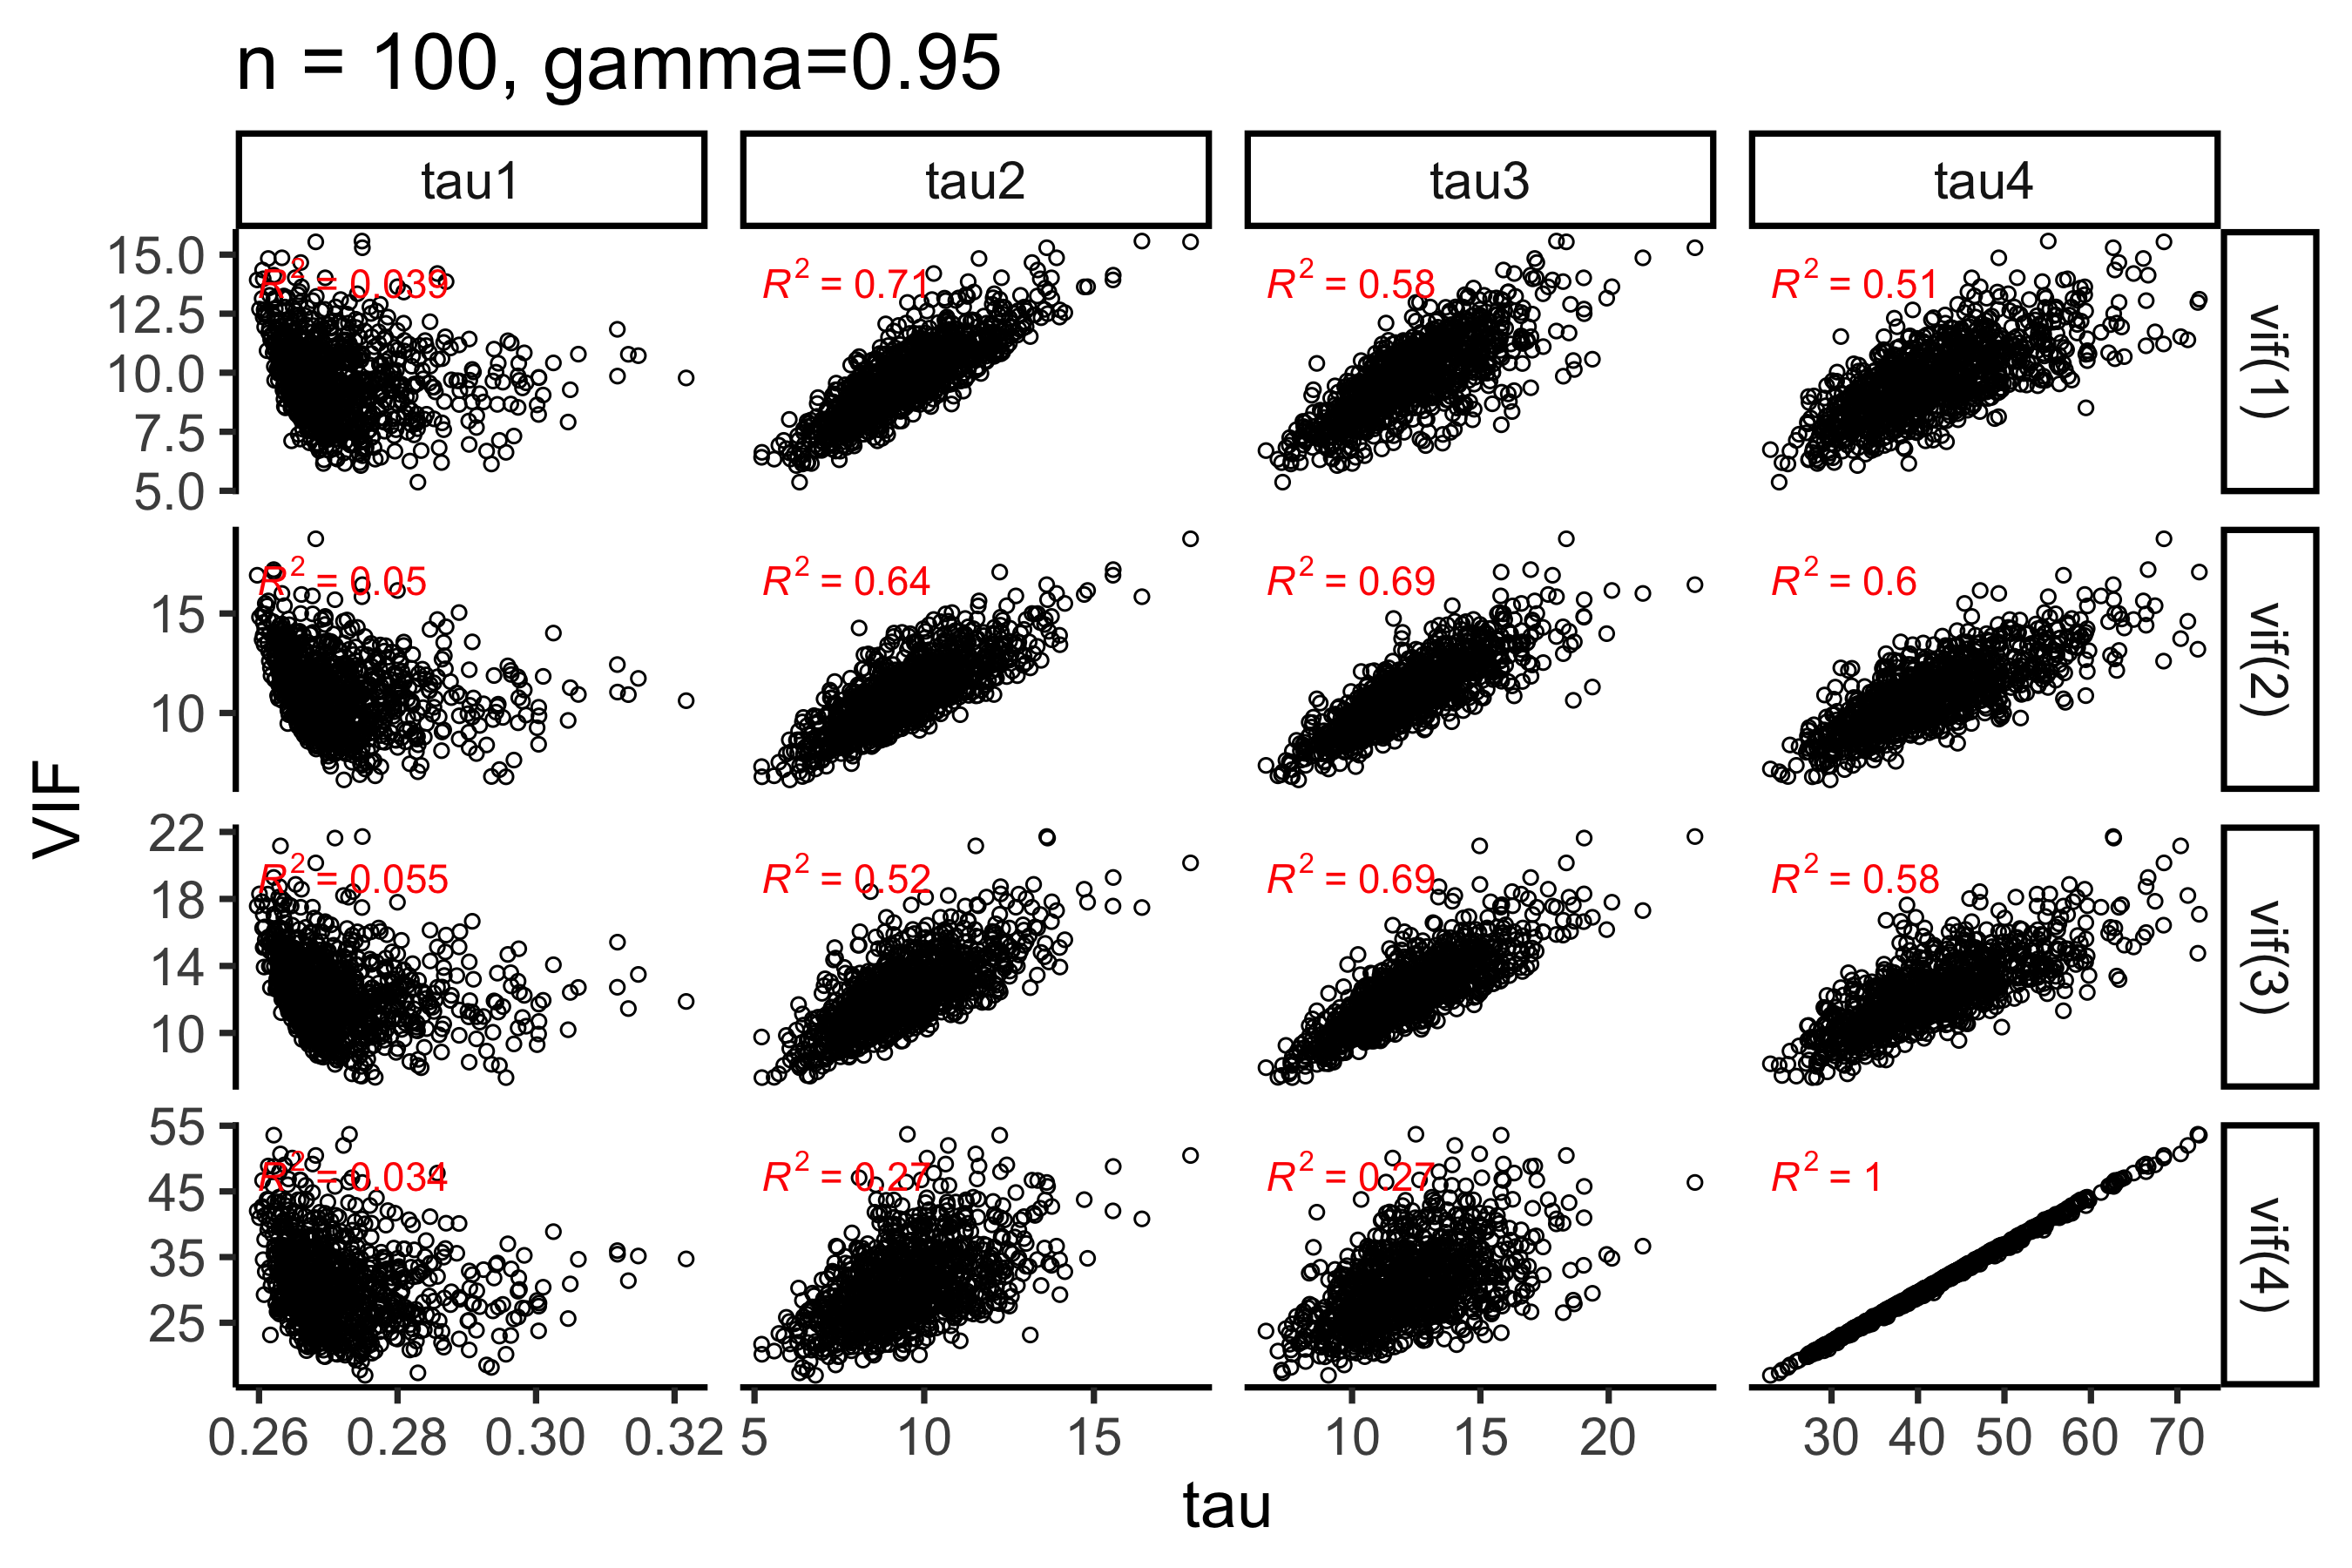 n = 100, gamma=0.95
tau1 tau2 tau3 tau4
15.0
12.5
10.0
7.5
5.0
R² = 0.039 R² = 0.71 R² = 0.58 R² = 0.51
vif(1)
15
10
R² = 0.05 R² = 0.64 R² = 0.69 R² = 0.6
vif(2)
22
18
14
10
R² = 0.055 R² = 0.52 R² = 0.69 R² = 0.58
vif(3)
55
45
35
25
R² = 0.034 R² = 0.27 R² = 0.27 R² = 1
vif(4)
VIF
0.26 0.28 0.30 0.32 5 10 15 10 15 20 30 40 50 60 70
tau